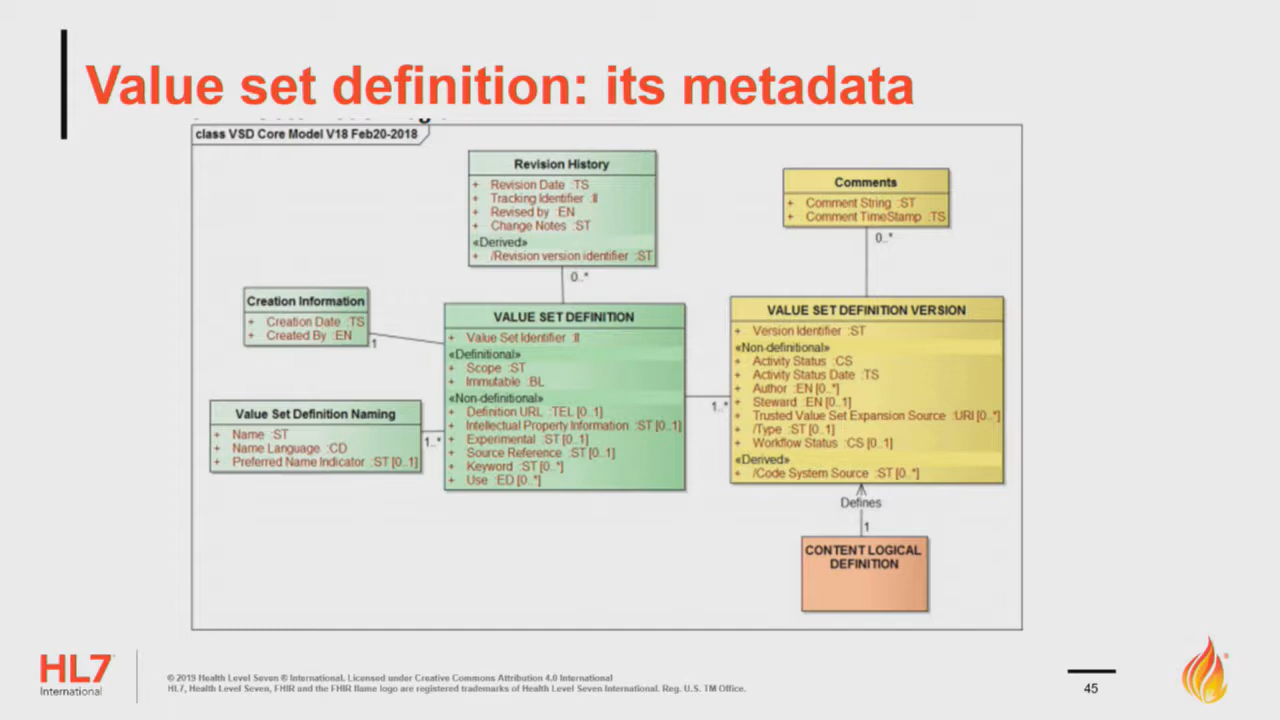 Value set definition: its metadata
class VSD Core Model V18 Feb20-2018
Revision History
+ Revision Date :TS
+ Tracking Identifier :II
+ Revised by :EN
+ Change Notes :ST
«Derived»
+ /Revision version identifier :ST
0..*
Comments
+ Comment String :ST
+ Comment TimeStamp :TS
0..*
Creation Information
+ Creation Date :TS
+ Created By :EN
1
VALUE SET DEFINITION
+ Value Set Identifier :II
«Definitional»
+ Scope :ST
+ Immutable :BL
«Non-definitional»
+ Definition URL :TEL [0..1]
+ Intellectual Property Information :ST [0..1]
+ Experimental :ST [0..1]
+ Source Reference :ST [0..1]
+ Keyword :ST [0..*]
+ Use :ED [0..*]
1..*
VALUE SET DEFINITION VERSION
+ Version Identifier :ST
«Non-definitional»
+ Activity Status :CS
+ Activity Status Date :TS
+ Author :EN [0..*]
+ Steward :EN [0..1]
+ Trusted Value Set Expansion Source :URI [0..*]
+ /Type :ST [0..1]
+ Workflow Status :CS [0..1]
«Derived»
+ /Code System Source :ST [0..*]
Value Set Definition Naming
+ Name :ST
+ Name Language :CD
+ Preferred Name Indicator :ST [0..1]
1..*
Defines
1
CONTENT LOGICAL
DEFINITION
HL7
International
© 2019 Health Level Seven ® International. Licensed under Creative Commons Attribution 4.0 International
HL7, Health Level Seven, FHIR and the FHIR flame logo are registered trademarks of Health Level Seven International. Reg. U.S. TM Office.
45